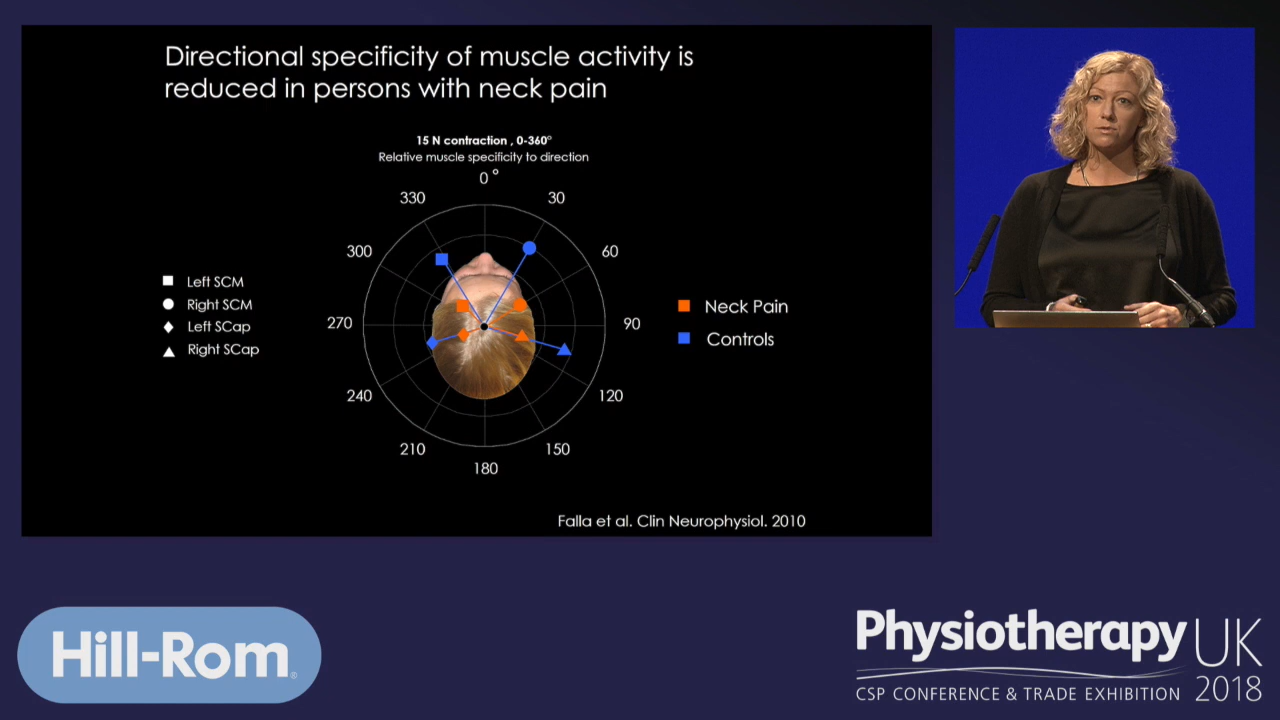 Directional specificity of muscle activity is
reduced in persons with neck pain
15 N contraction , 0-360°
Relative muscle specificity to direction
0 °
330
30
300
60
270
90
240
120
210
150
180
Left SCM
Right SCM
Left SCap
Right SCap
Neck Pain
Controls
Falla et al. Clin Neurophysiol. 2010
Hill-Rom®
Physiotherapy UK
CSP CONFERENCE & TRADE EXHIBITION 2018